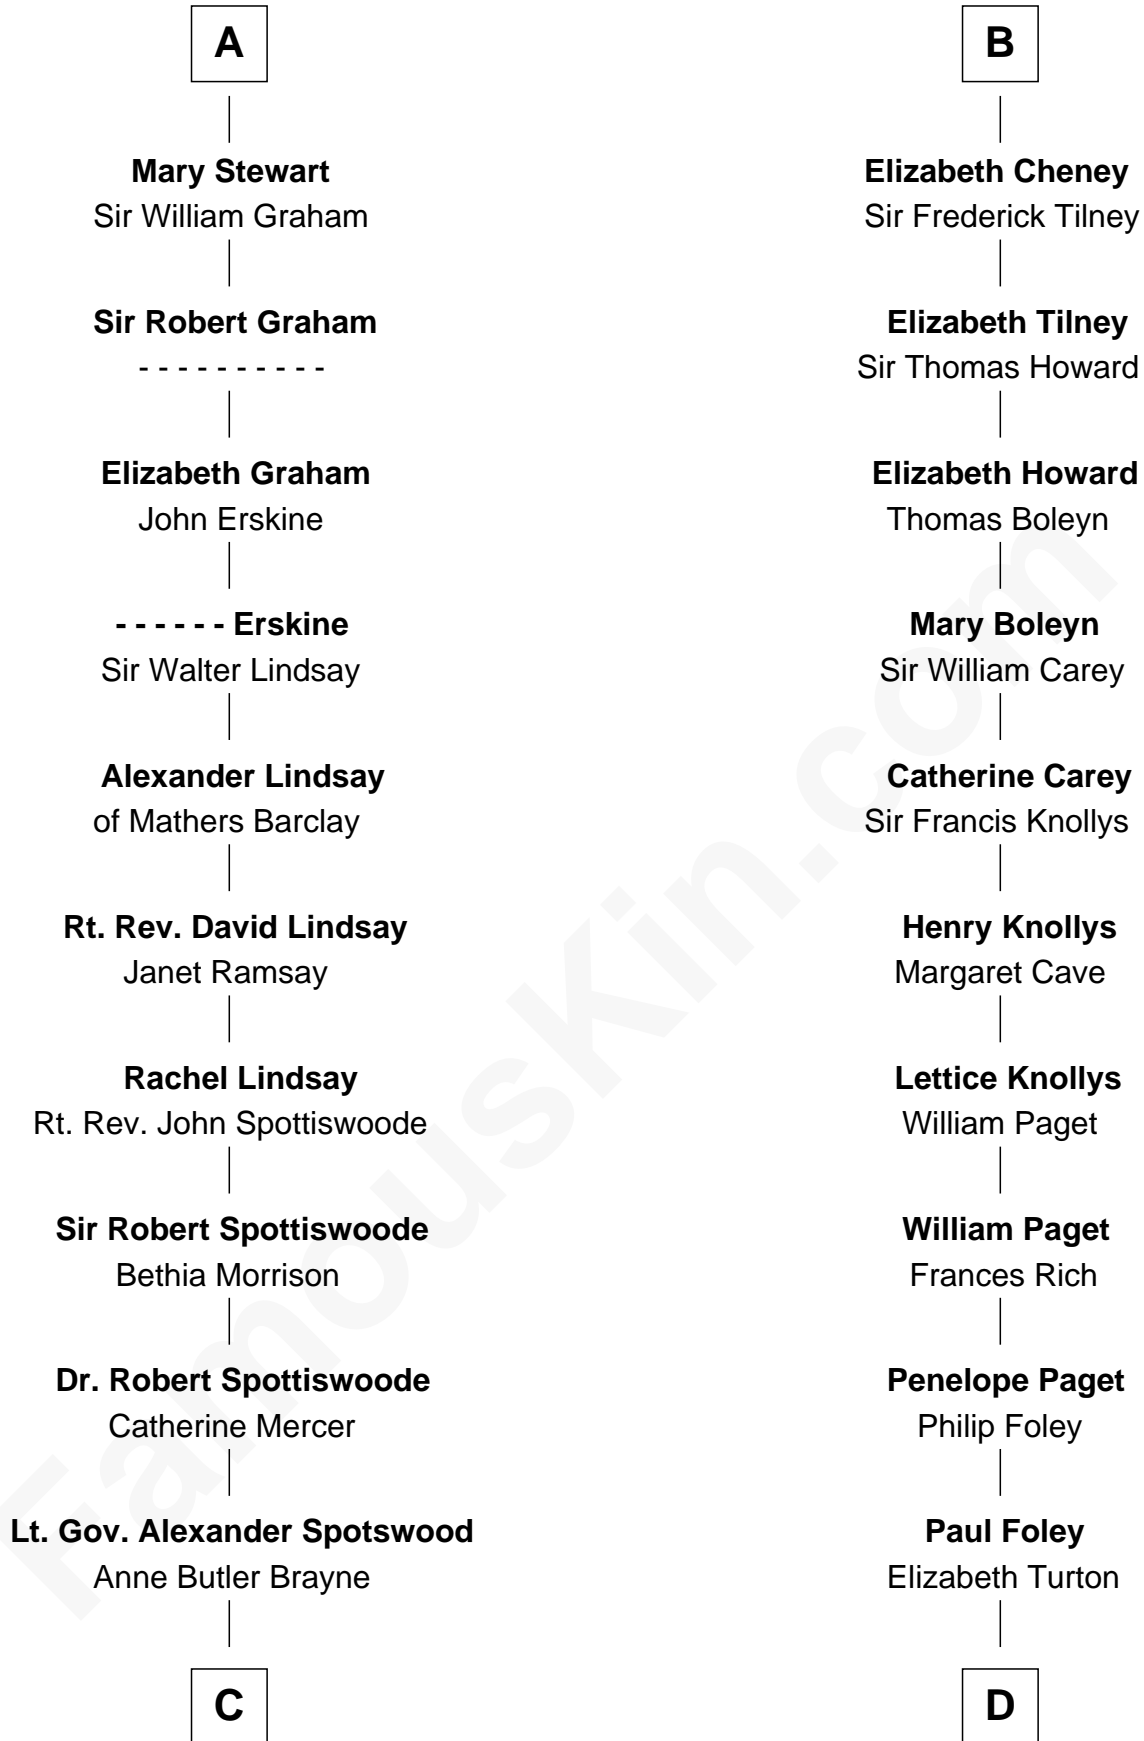 A
Mary Stewart
Sir William Graham
Sir Robert Graham
- - - - - - - - - -
Elizabeth Graham
John Erskine
- - - - - - Erskine
Sir Walter Lindsay
Alexander Lindsay
of Mathers Barclay
Rt. Rev. David Lindsay
Janet Ramsay
Rachel Lindsay
Rt. Rev. John Spottiswoode
Sir Robert Spottiswoode
Bethia Morrison
Dr. Robert Spottiswoode
Catherine Mercer
Lt. Gov. Alexander Spotswood
Anne Butler Brayne
C
B
Elizabeth Cheney
Sir Frederick Tilney
Elizabeth Tilney
Sir Thomas Howard
Elizabeth Howard
Thomas Boleyn
Mary Boleyn
Sir William Carey
Catherine Carey
Sir Francis Knollys
Henry Knollys
Margaret Cave
Lettice Knollys
William Paget
William Paget
Frances Rich
Penelope Paget
Philip Foley
Paul Foley
Elizabeth Turton
D
FamousKin.com